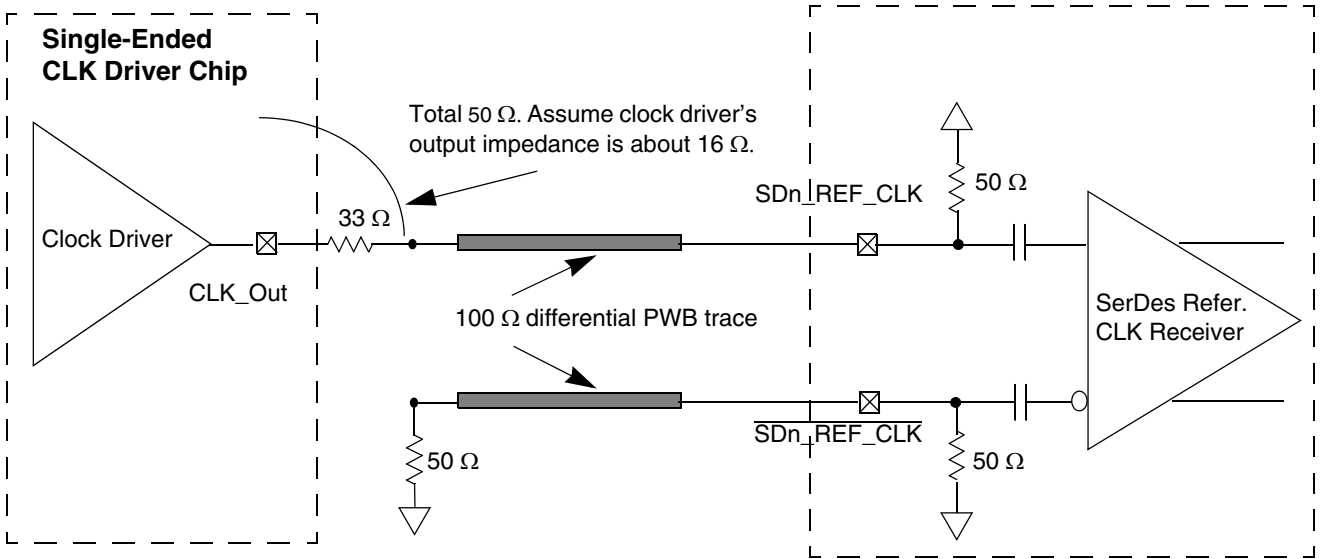 Single-Ended
CLK Driver Chip
Total 50 Ω. Assume clock driver's
output impedance is about 16 Ω.
SDn_REF_CLK
50 Ω
33 Ω
Clock Driver
CLK_Out
100 Ω differential PWB trace
SerDes Refer.
CLK Receiver
SDn_REF_CLK
50 Ω
50 Ω